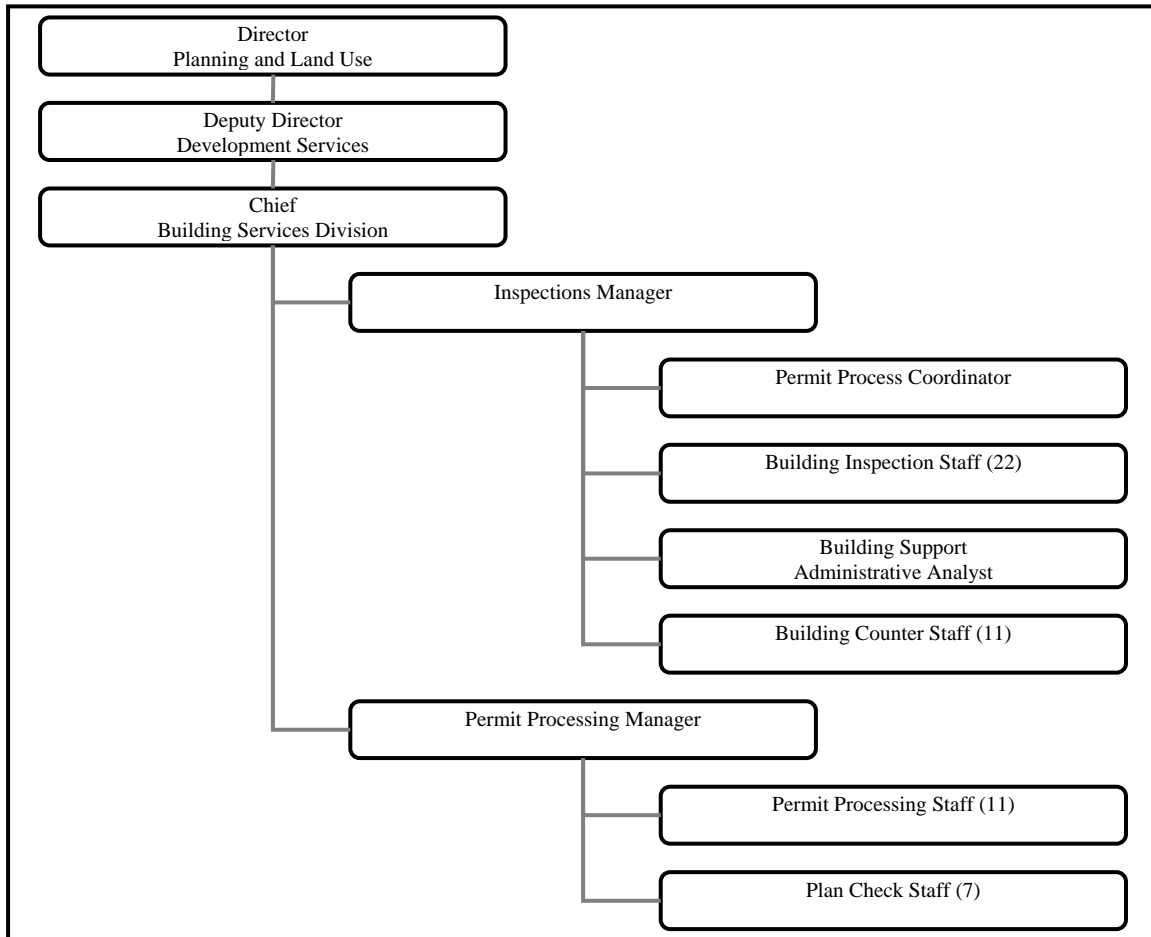 Director
Planning and Land Use
Deputy Director
Development Services
Chief
Building Services Division
Inspections Manager
Permit Process Coordinator
Building Inspection Staff (22)
Building Support
Administrative Analyst
Building Counter Staff (11)
Permit Processing Manager
Permit Processing Staff (11)
Plan Check Staff (7)